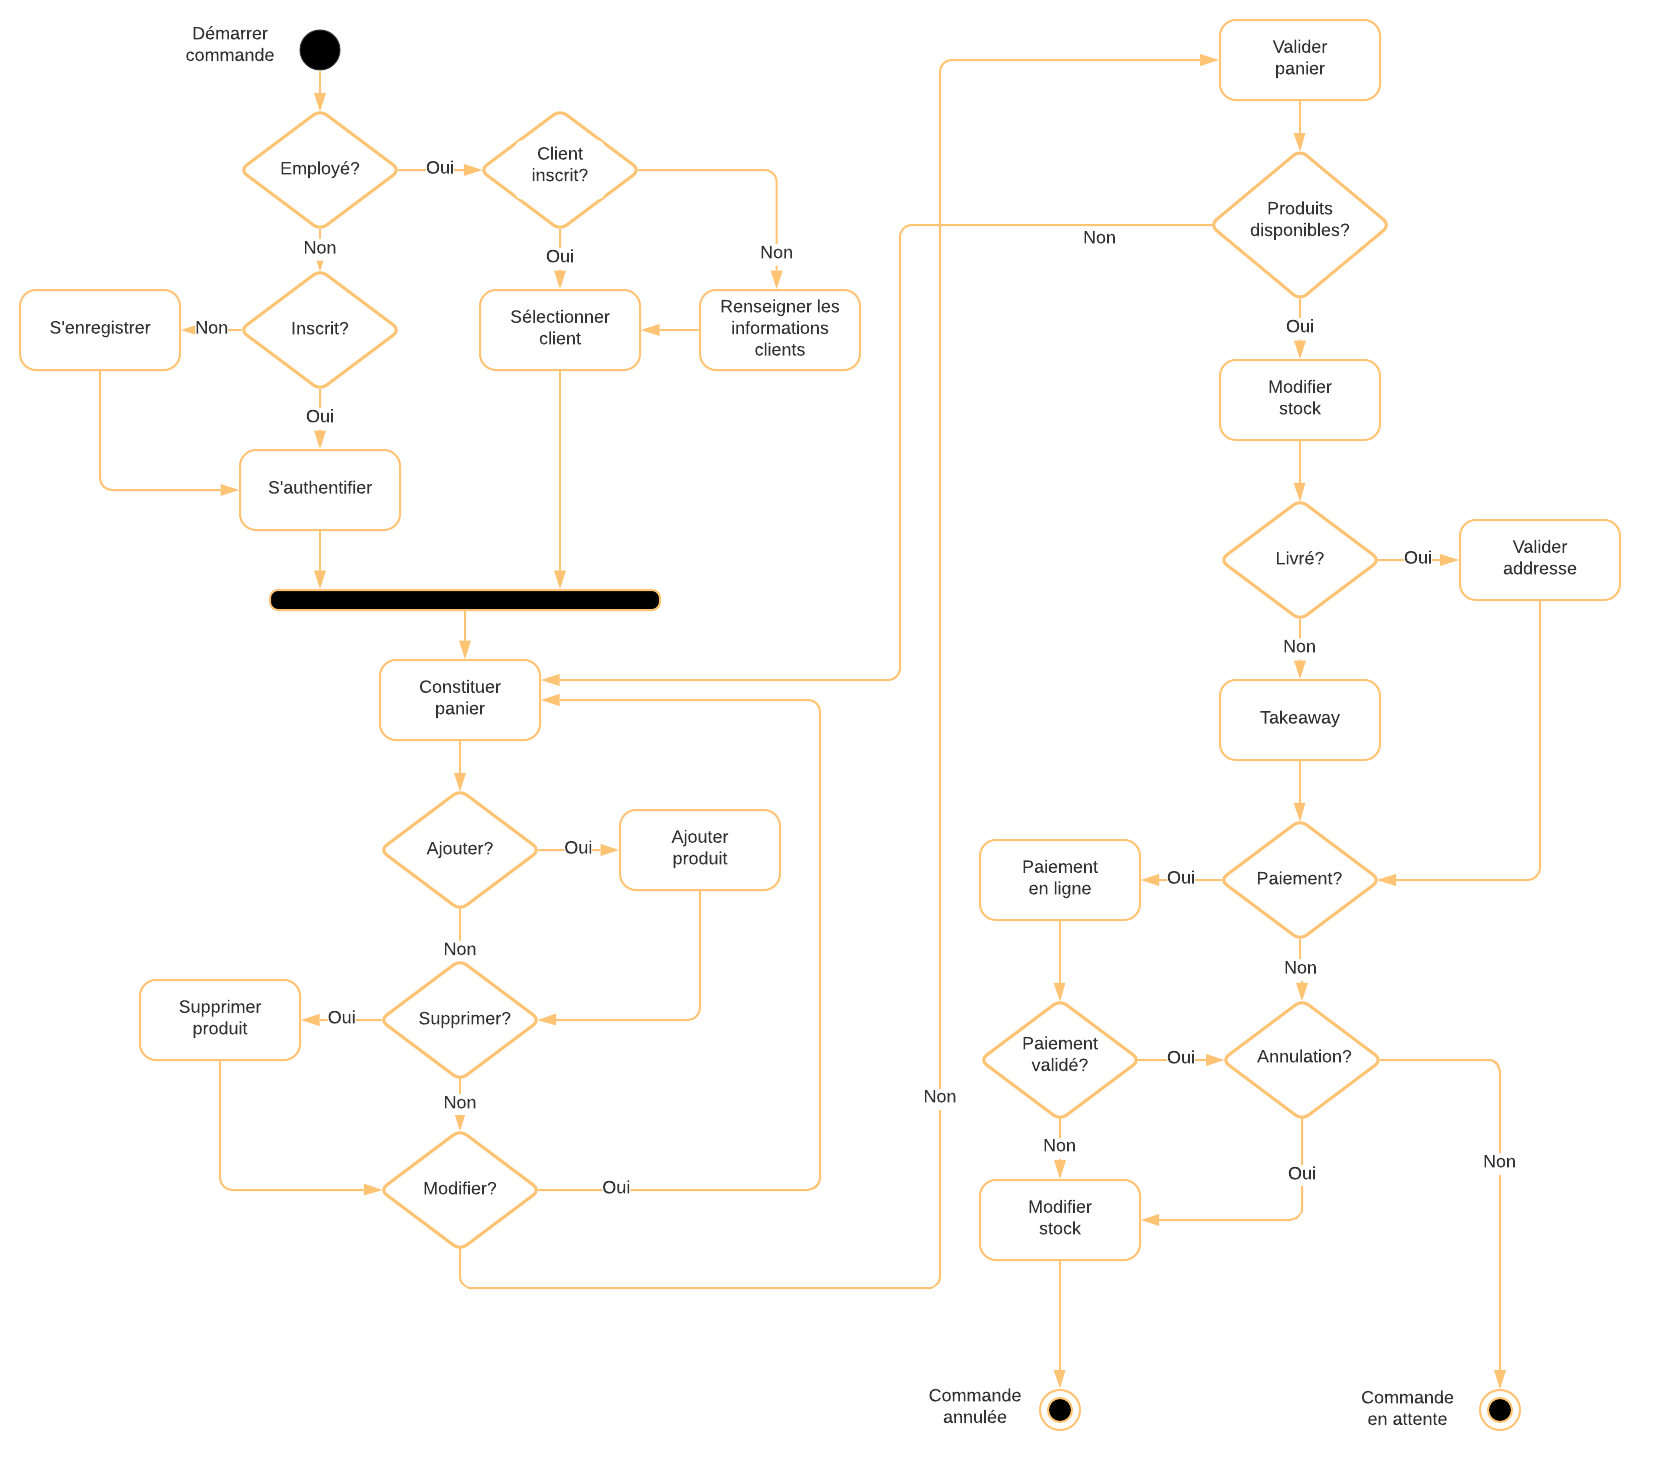 Démarrer
commande
Employé?
Oui
Client
inscrit?
Non
Oui
Non
S'enregistrer
Non
Inscrit?
Sélectionner
client
Renseigner les
informations
clients
Oui
S'authentifier
Constituer
panier
Ajouter?
Oui
Ajouter
produit
Non
Supprimer
produit
Oui
Supprimer?
Non
Modifier?
Oui
Non
Valider
panier
Produits
disponibles?
Non
Oui
Modifier
stock
Livré?
Oui
Valider
addresse
Non
Takeaway
Paiement
en ligne
Oui
Paiement?
Non
Paiement
validé?
Oui
Annulation?
Non
Oui
Non
Modifier
stock
Commande
annulée
Commande
en attente